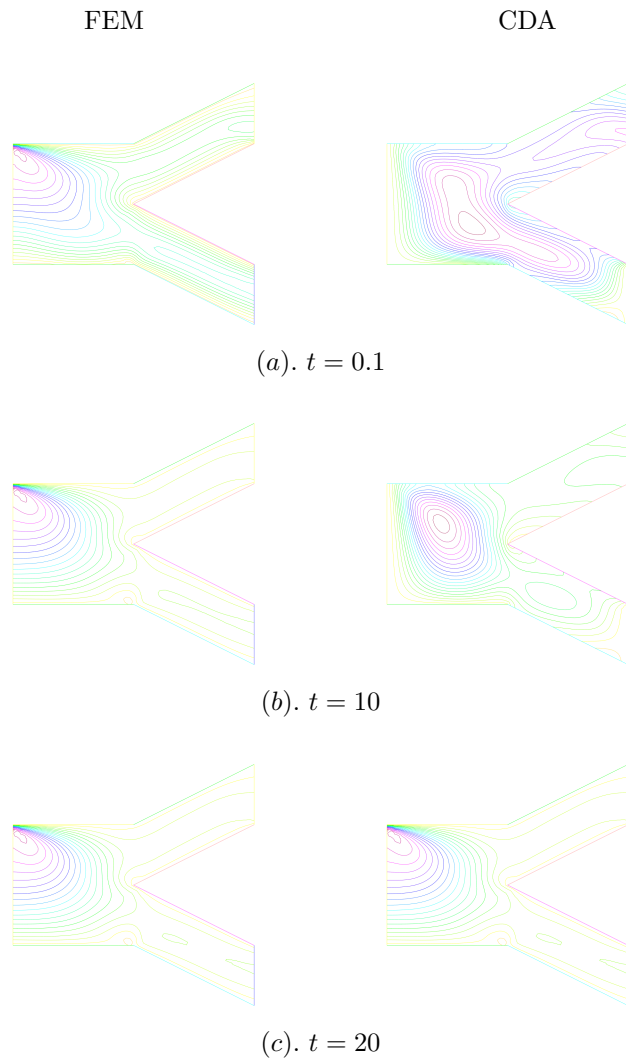 FEM CDA
(a). t = 0.1
(b). t = 10
(c). t = 20